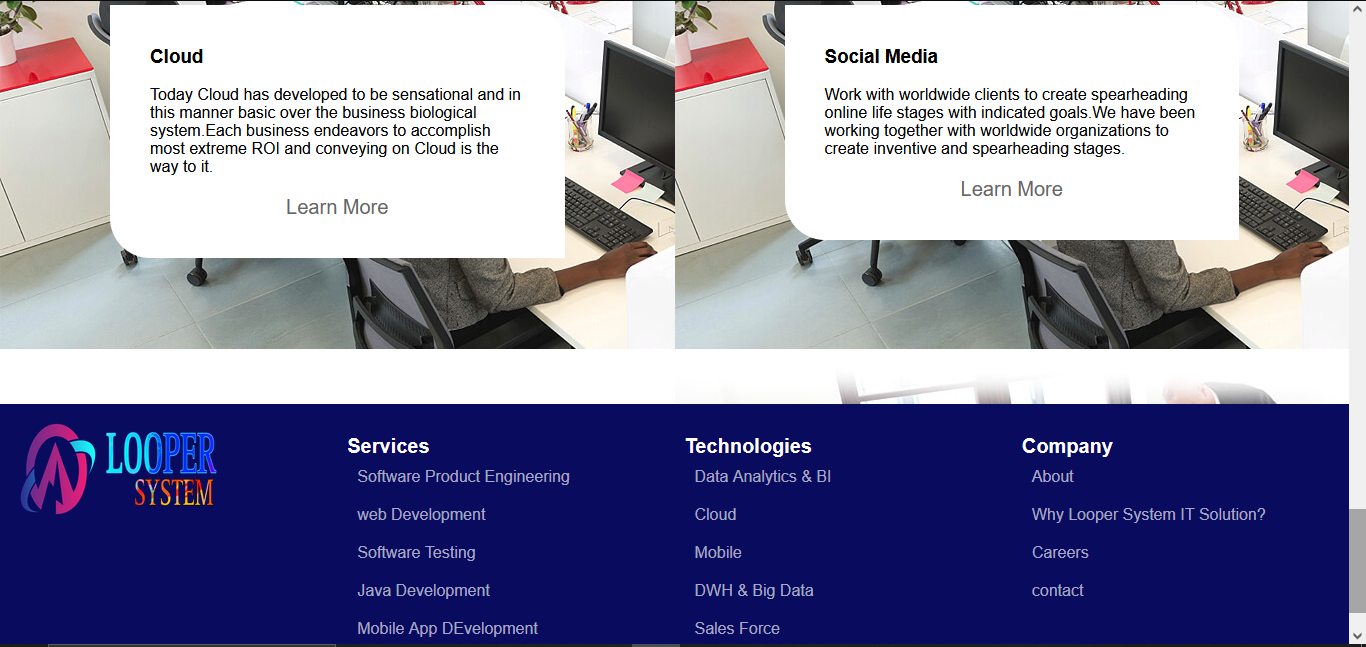 Cloud
Today Cloud has developed to be sensational and in
this manner basic over the business biological
system.Each business endeavors to accomplish
most extreme ROI and conveying on Cloud is the
way to it.
Learn More
Social Media
Work with worldwide clients to create spearheading
online life stages with indicated goals.We have been
working together with worldwide organizations to
create inventive and spearheading stages.
Learn More
LOOPER
SYSTEM
Services
Software Product Engineering
web Development
Software Testing
Java Development
Mobile App DEvelopment
Technologies
Data Analytics & BI
Cloud
Mobile
DWH & Big Data
Sales Force
Company
About
Why Looper System IT Solution?
Careers
contact